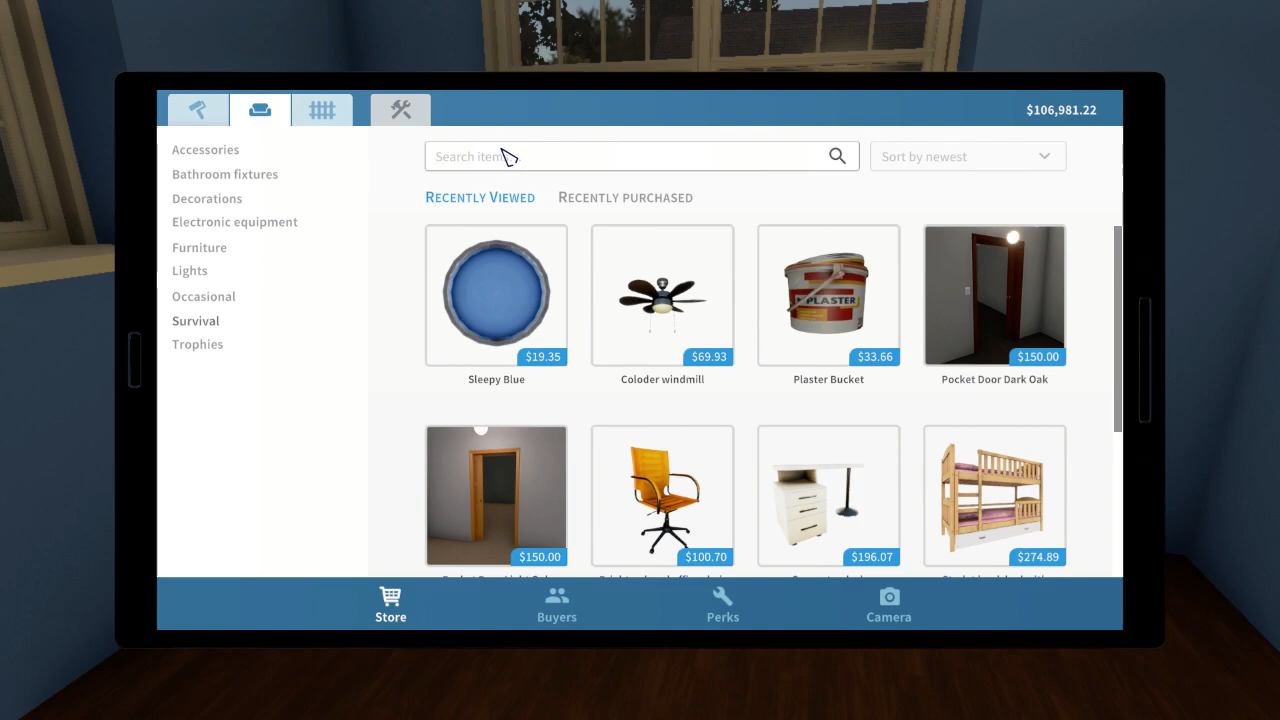 $106,981.22
Accessories
Bathroom fixtures
Decorations
Electronic equipment
Furniture
Lights
Occasional
Survival
Trophies
Search item
Sort by newest
RECENTLY VIEWED
RECENTLY PURCHASED
$19.35
$69.93
PLASTER
$33.66
$150.00
Sleepy Blue
Coloder windmill
Plaster Bucket
Pocket Door Dark Oak
$150.00
$100.70
$196.07
$274.89
Store
Buyers
Perks
Camera